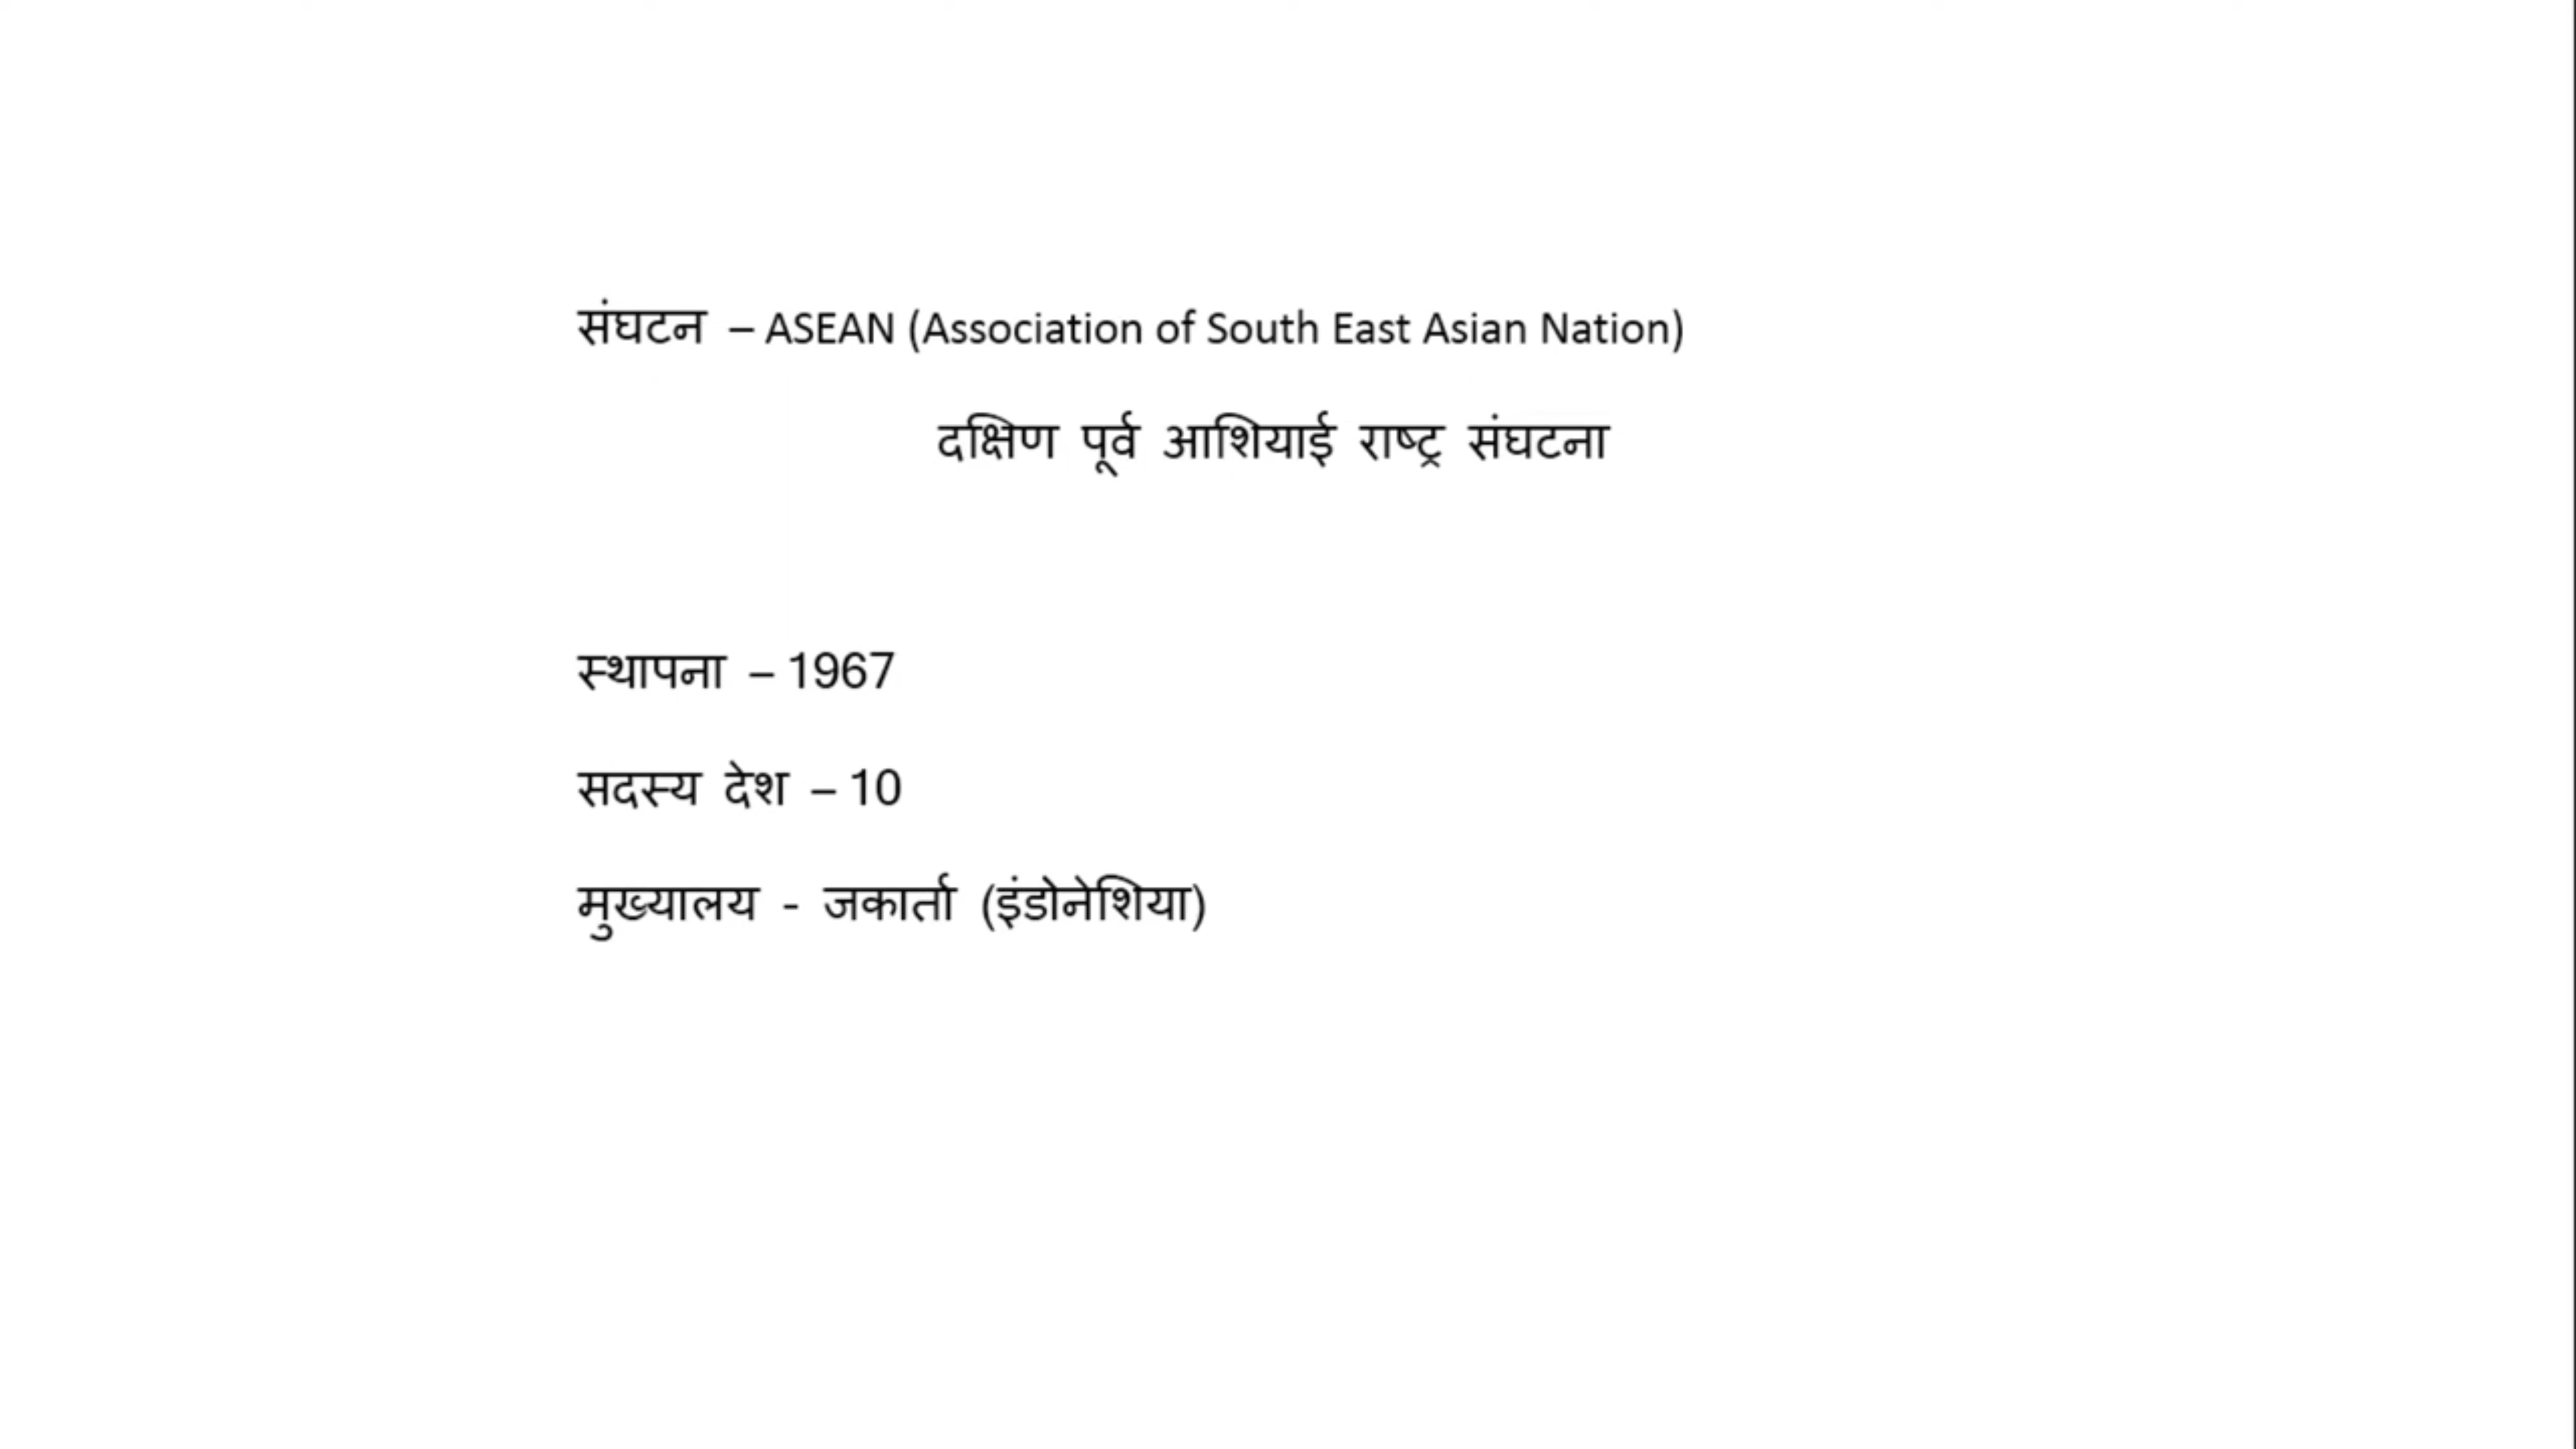 संघटन – ASEAN (Association of South East Asian Nation)
दक्षिण पूर्व आशियाई राष्ट्र संघटना
स्थापना – 1967
सदस्य देश – 10
मुख्यालय - जकार्ता (इंडोनेशिया)